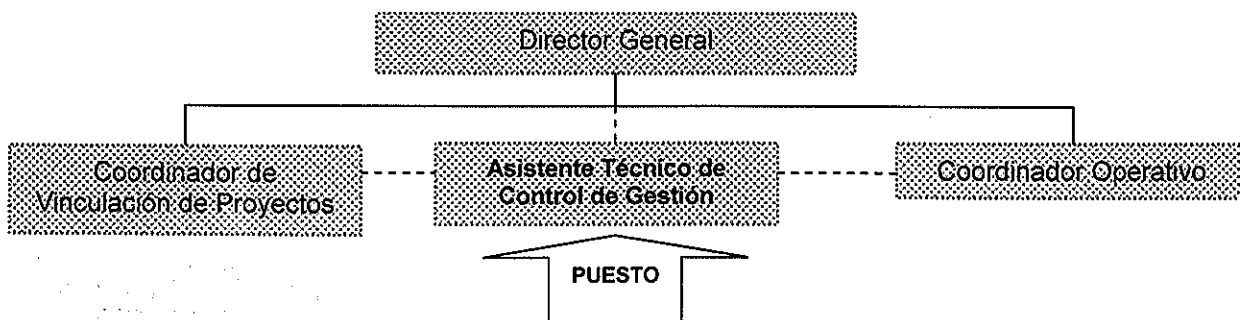 Director General
Coordinador de
Vinculación de Proyectos
Asistente Técnico de
Control de Gestión
Coordinador Operativo
PUESTO